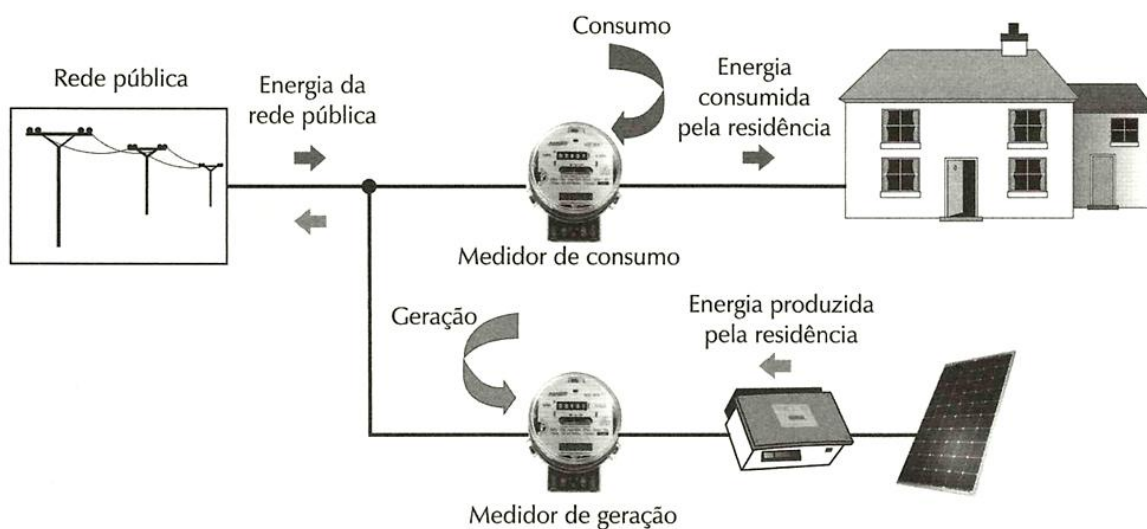 Consumo
Rede pública
Energia da
rede pública
Energia
consumida
pela residência
Medidor de consumo
Geração
Energia produzida
pela residência
Medidor de geração